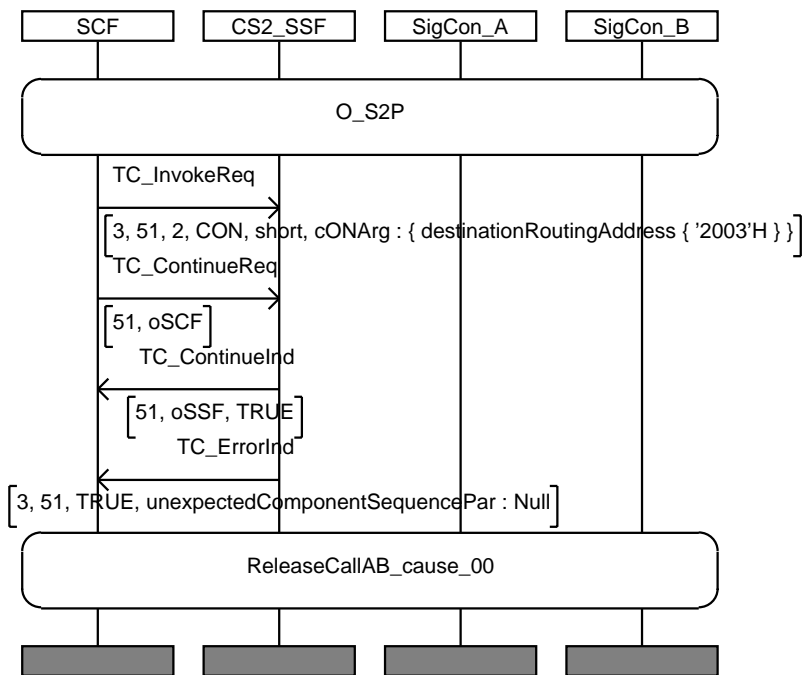 SCF CS2_SSF SigCon_A SigCon_B
O_S2P
TC_InvokeReq
3, 51, 2, CON, short, cONArg : { destinationRoutingAddress { '2003'H } }
TC_ContinueReq
51, oSCF
TC_ContinueInd
51, oSSF, TRUE
TC_ErrorInd
3, 51, TRUE, unexpectedComponentSequencePar : Null
ReleaseCallAB_cause_00